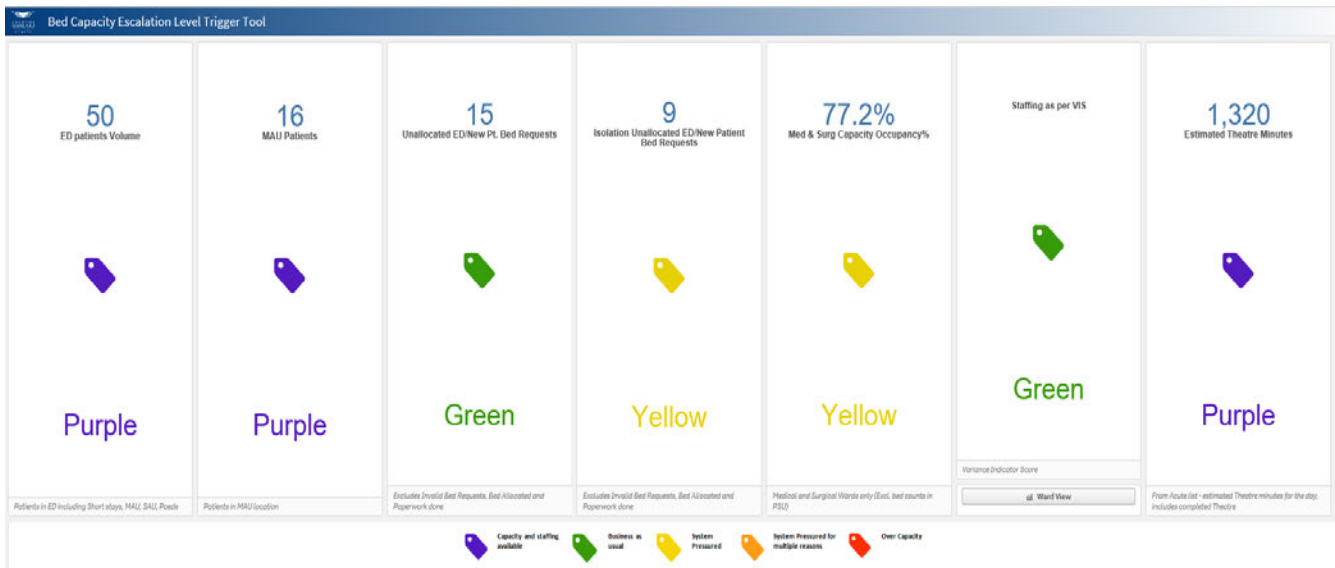 Bed Capacity Escalation Level Trigger Tool
50
ED patients Volume
16
MAU Patients
15
Unallocated ED/New Pt. Bed Requests
9
Isolation Unallocated ED/New Patient
Bed Requests
77.2%
Med & Surg Capacity Occupancy%
Staffing as per VIS
1,320
Estimated Theatre Minutes
Purple
Purple
Green
Yellow
Yellow
Green
Purple
Patients in ED including Short stays, MAU, SAU, Paeds
Patients in MAU location
Excludes Invalid Bed Requests, Bed Allocated and
Paperwork done
Excludes Invalid Bed Requests, Bed Allocated and
Paperwork done
Medical and Surgical Wards only (Excl. bed counts in
PSU)
Variance Indicator Score
Ward View
From Acute list - estimated Theatre minutes for the day,
includes completed Theatre
Capacity and staffing
available
Business as
usual
System
Pressured
System Pressured for
multiple reasons
Over Capacity